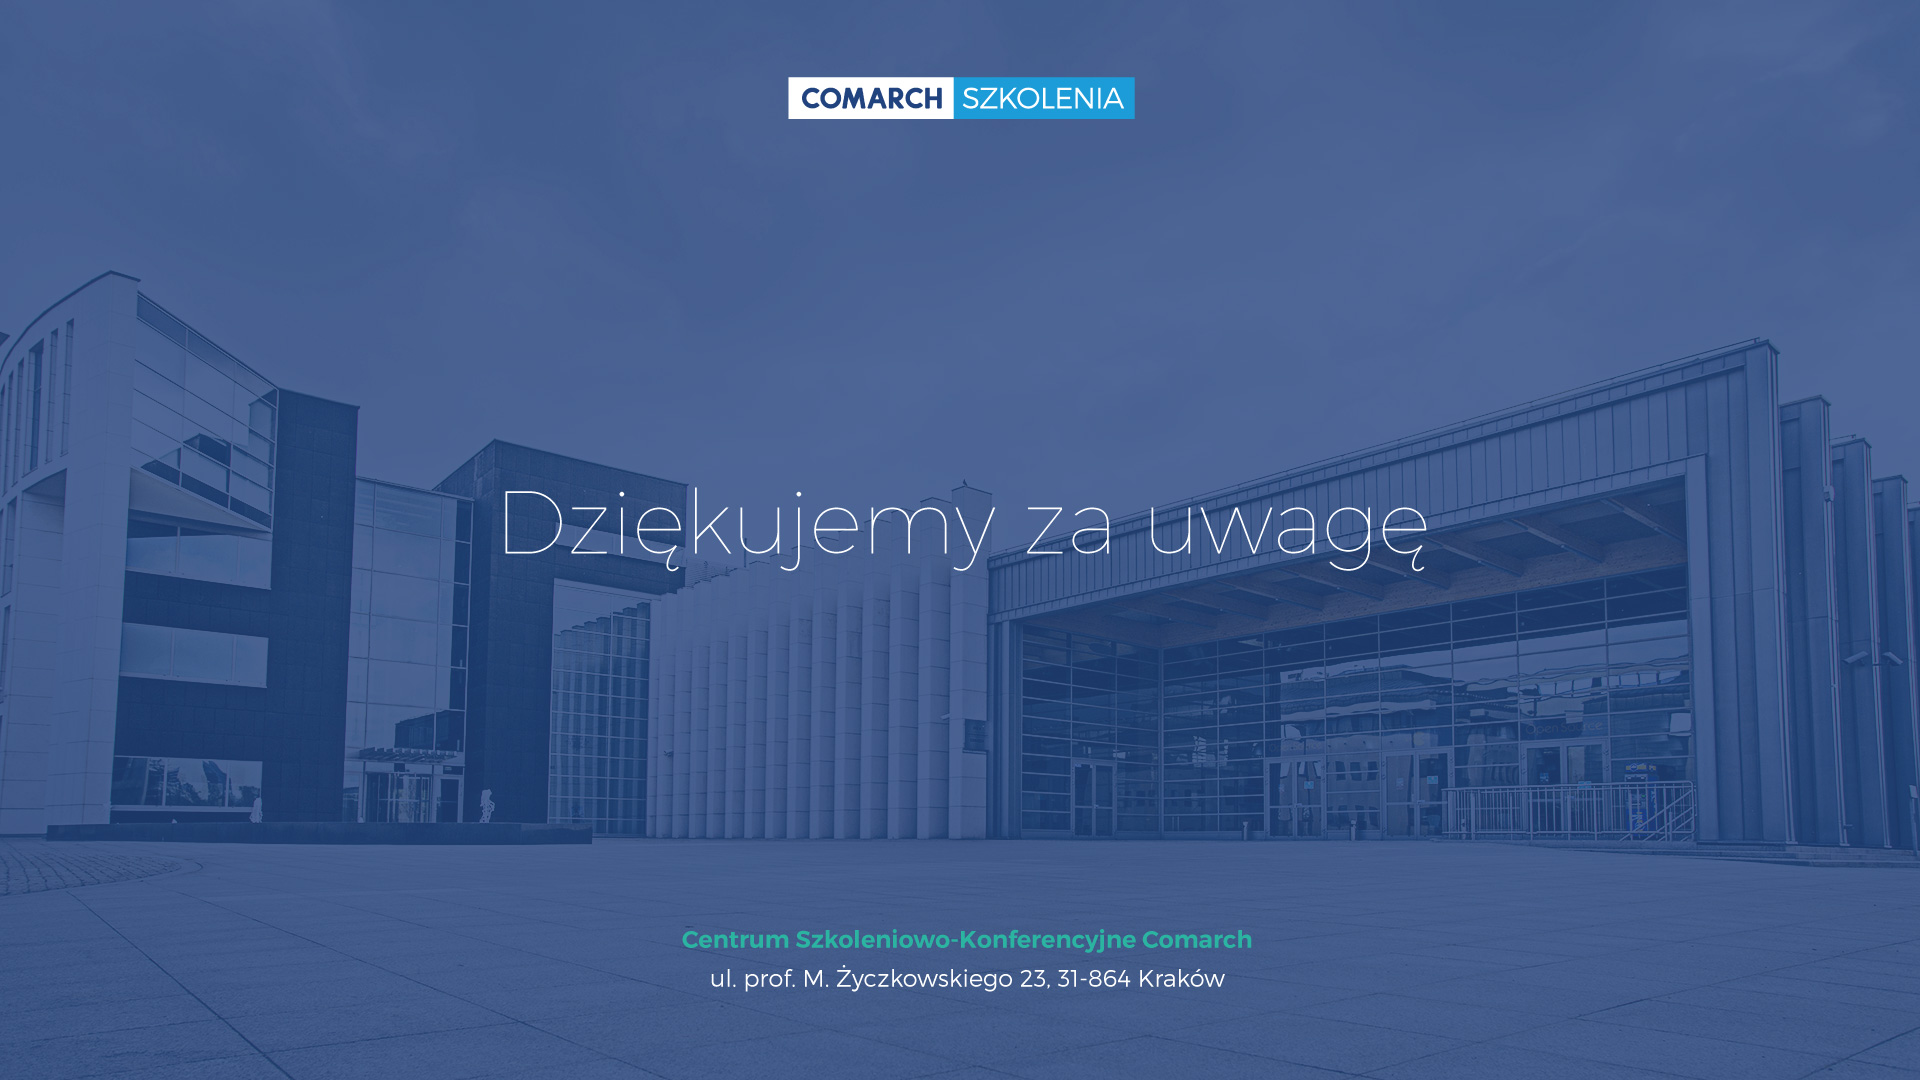 COMARCH SZKOLENIA
Dziękujemy za uwagę
Centrum Szkoleniowo-Konferencyjne Comarch
ul. prof. M. Życzkowskiego 23, 31-864 Kraków